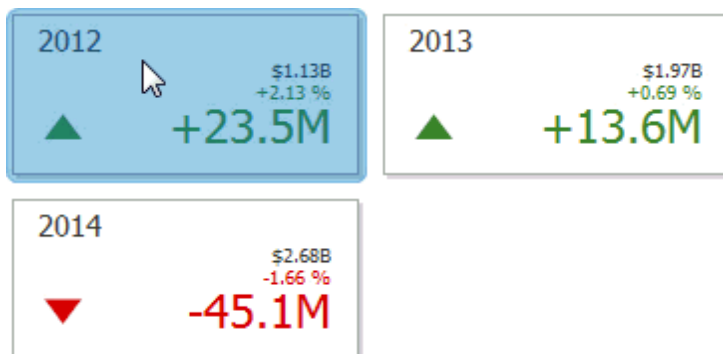 2012
$1.13B
+2.13 %
+23.5M
2013
$1.97B
+0.69 %
+13.6M
2014
$2.68B
-1.66 %
-45.1M